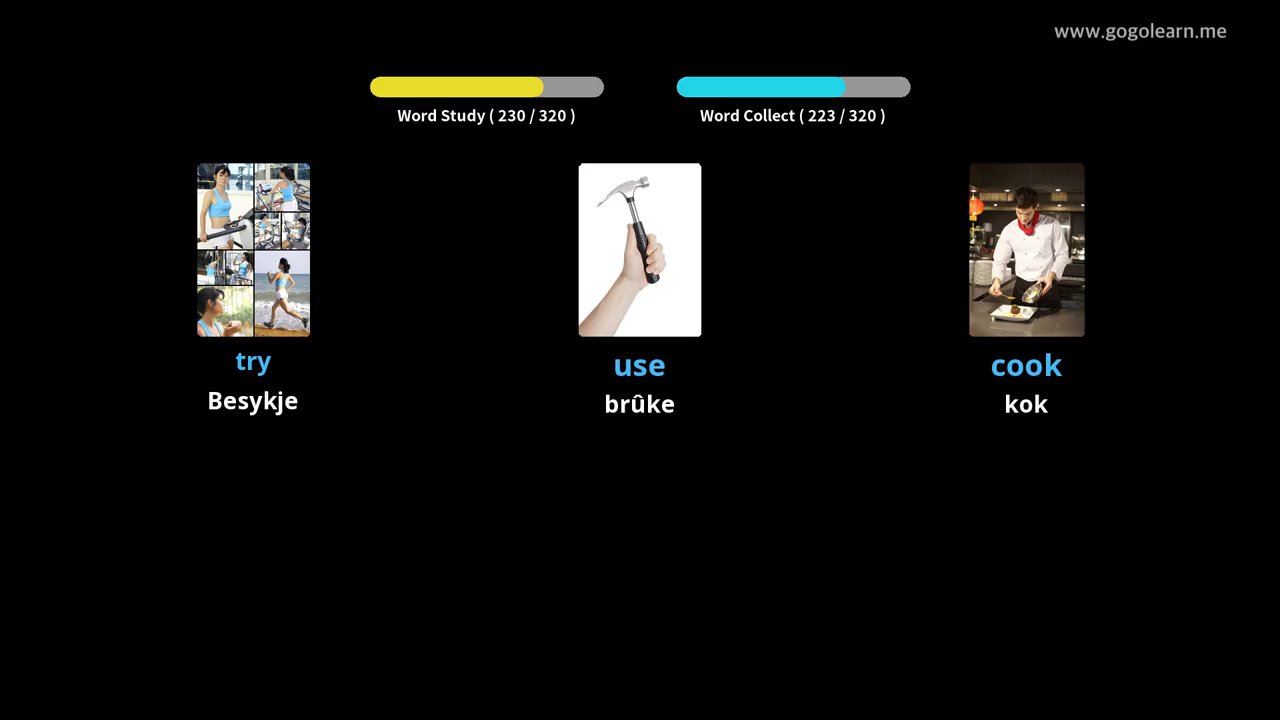 www.gogolearn.me
Word Study ( 230 / 320 )
Word Collect ( 223 / 320 )
try
Besykje
use
brûke
cook
kok